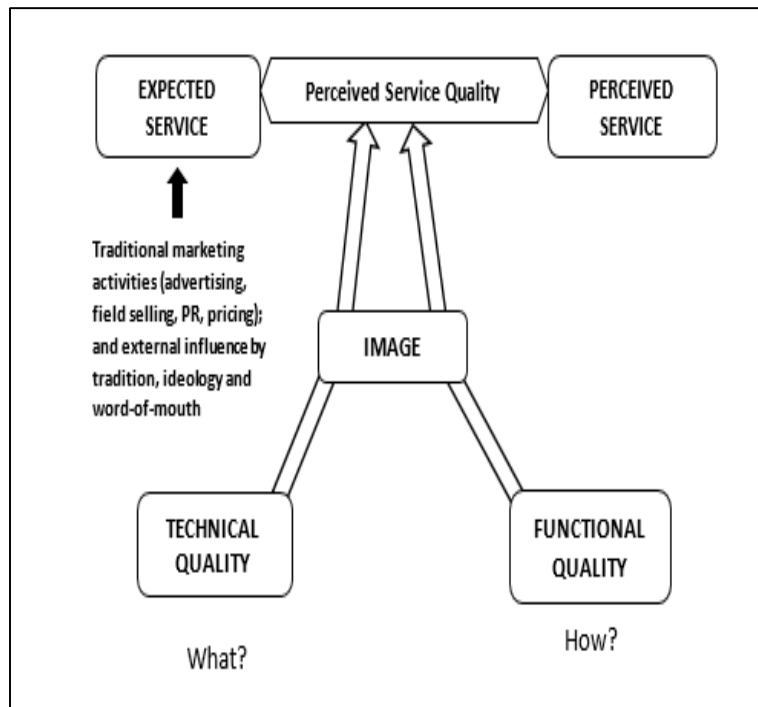 EXPECTED
SERVICE
Perceived Service Quality
PERCEIVED
SERVICE
Traditional marketing
activities (advertising,
field selling, PR, pricing);
and external influence by
tradition, ideology and
word-of-mouth
IMAGE
TECHNICAL
QUALITY
FUNCTIONAL
QUALITY
What?
How?